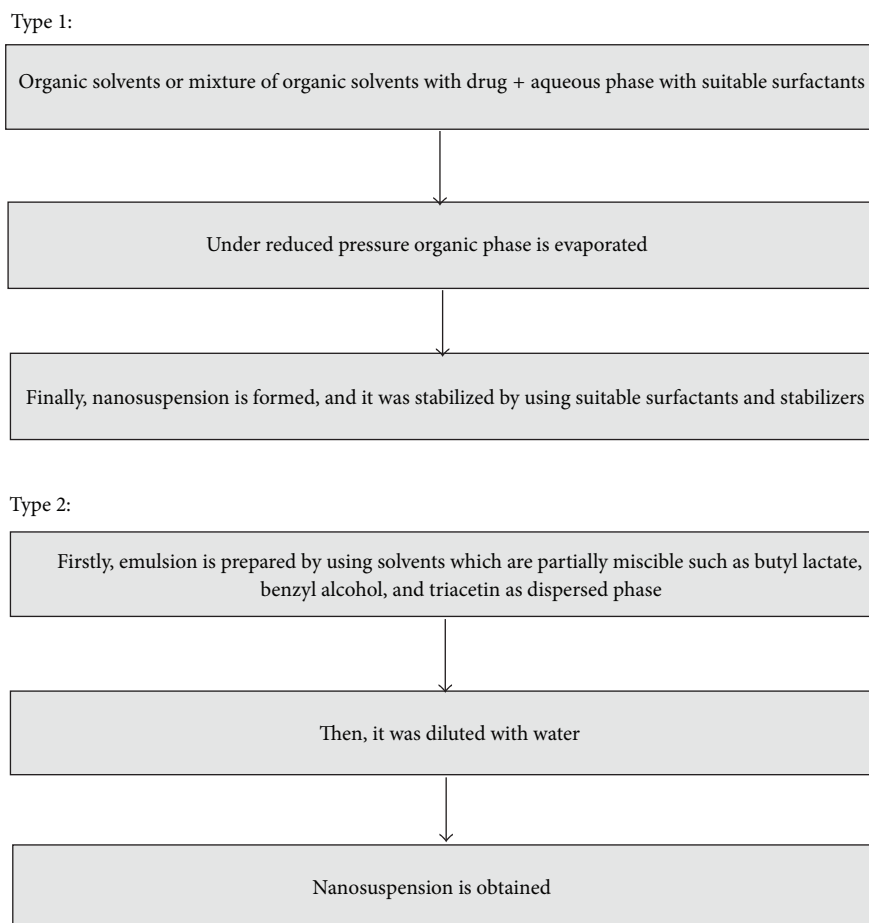 Type 1:
Organic solvents or mixture of organic solvents with drug + aqueous phase with suitable surfactants
Under reduced pressure organic phase is evaporated
Finally, nanosuspension is formed, and it was stabilized by using suitable surfactants and stabilizers
Type 2:
Firstly, emulsion is prepared by using solvents which are partially miscible such as butyl lactate,
benzyl alcohol, and triacetin as dispersed phase
Then, it was diluted with water
Nanosuspension is obtained